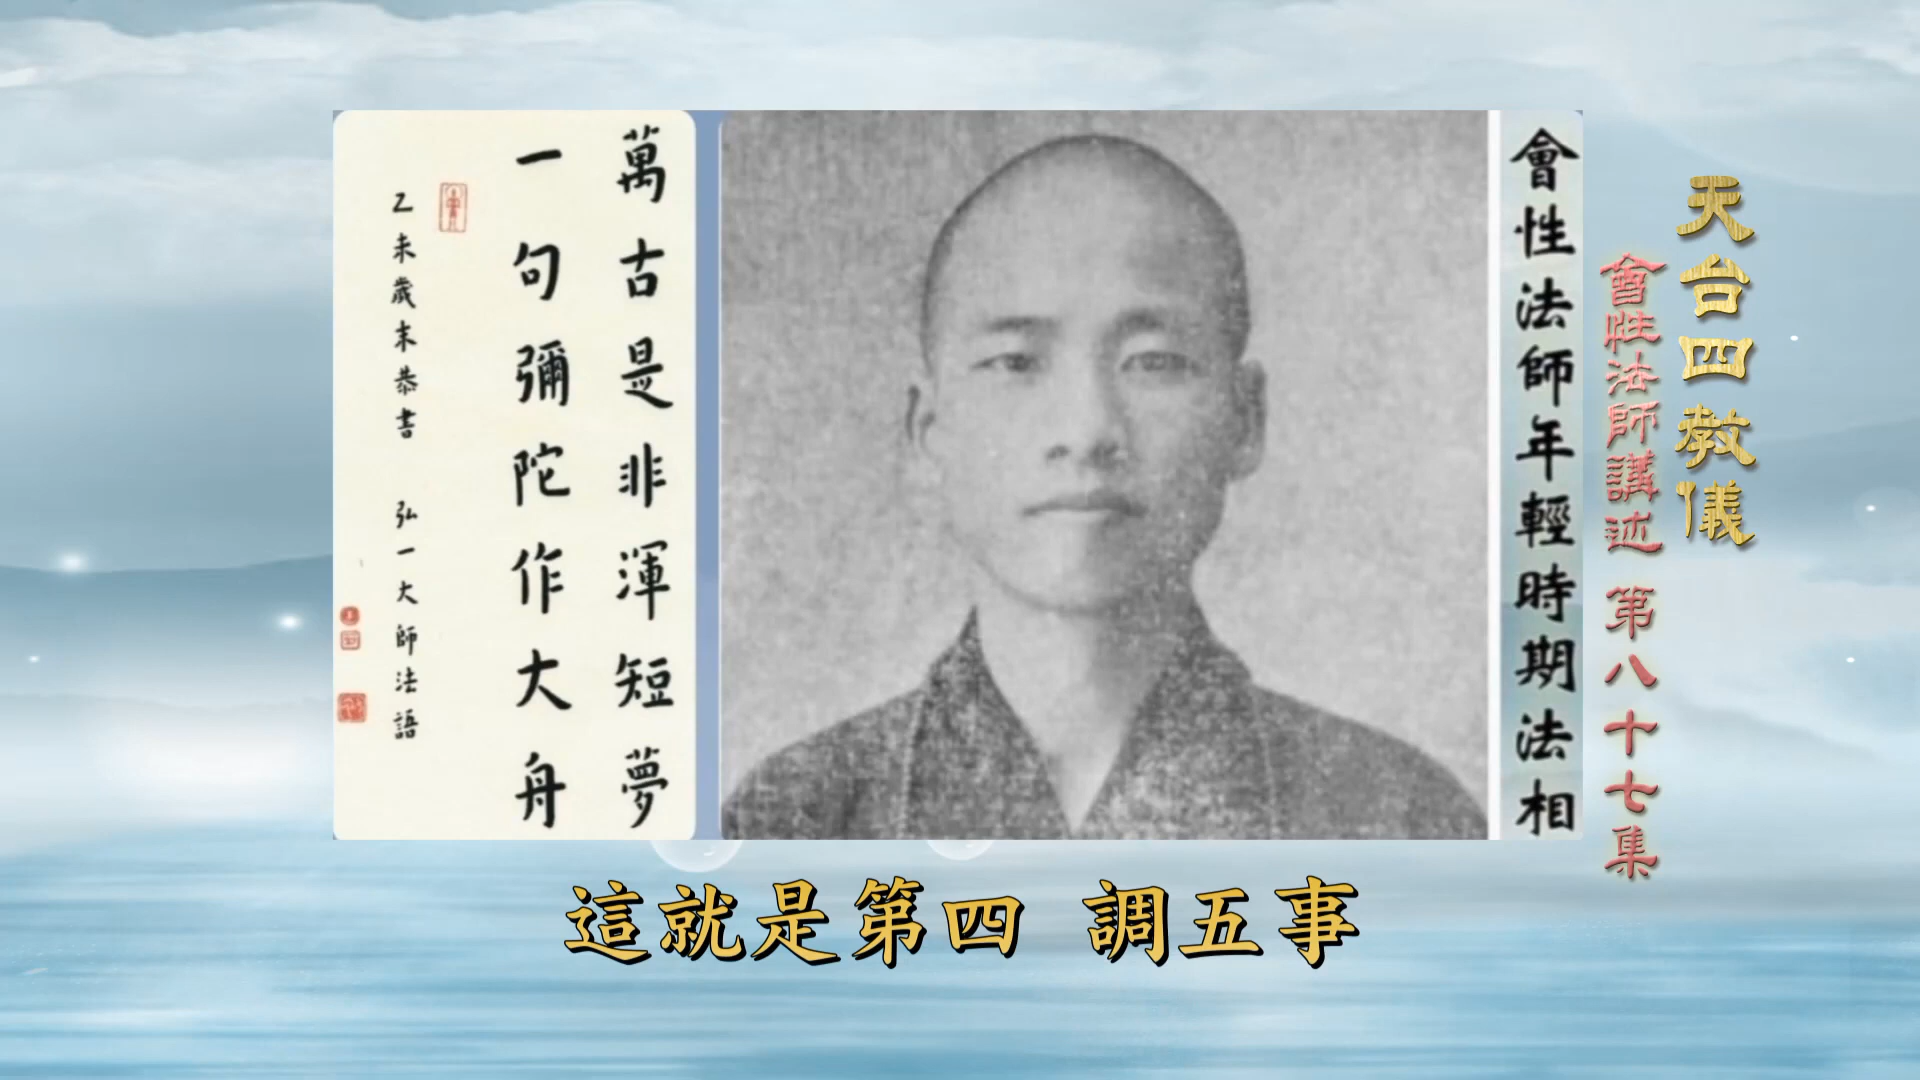 天台四教儀
會性法師講述 第八十七集
會性法師年輕時期法相
萬古是非渾短夢
一句彌陀作大舟
乙未歲末恭書 弘一大師法語
這就是第四 調五事